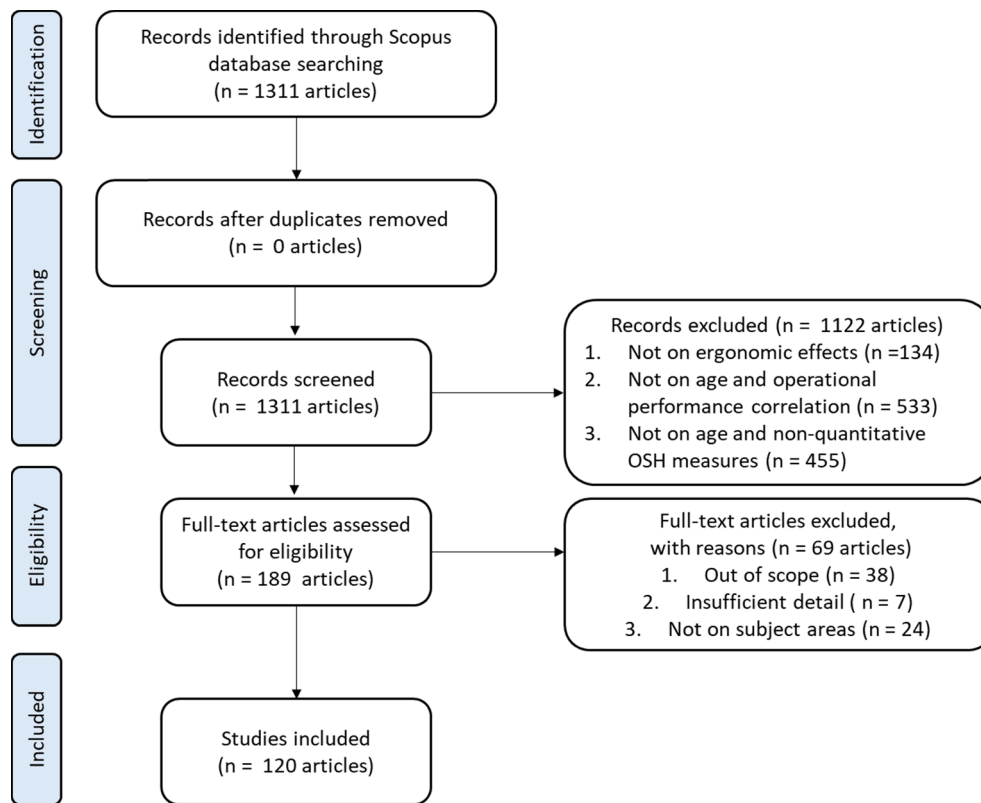 Identification
Records identified through Scopus
database searching
(n = 1311 articles)
Screening
Records after duplicates removed
(n = 0 articles)
Records screened
(n = 1311 articles)
Records excluded (n = 1122 articles)
1. Not on ergonomic effects (n =134)
2. Not on age and operational
performance correlation (n = 533)
3. Not on age and non-quantitative
OSH measures (n = 455)
Eligibility
Full-text articles assessed
for eligibility
(n = 189 articles)
Full-text articles excluded,
with reasons (n = 69 articles)
1. Out of scope (n = 38)
2. Insufficient detail ( n = 7)
3. Not on subject areas (n = 24)
Included
Studies included
(n = 120 articles)